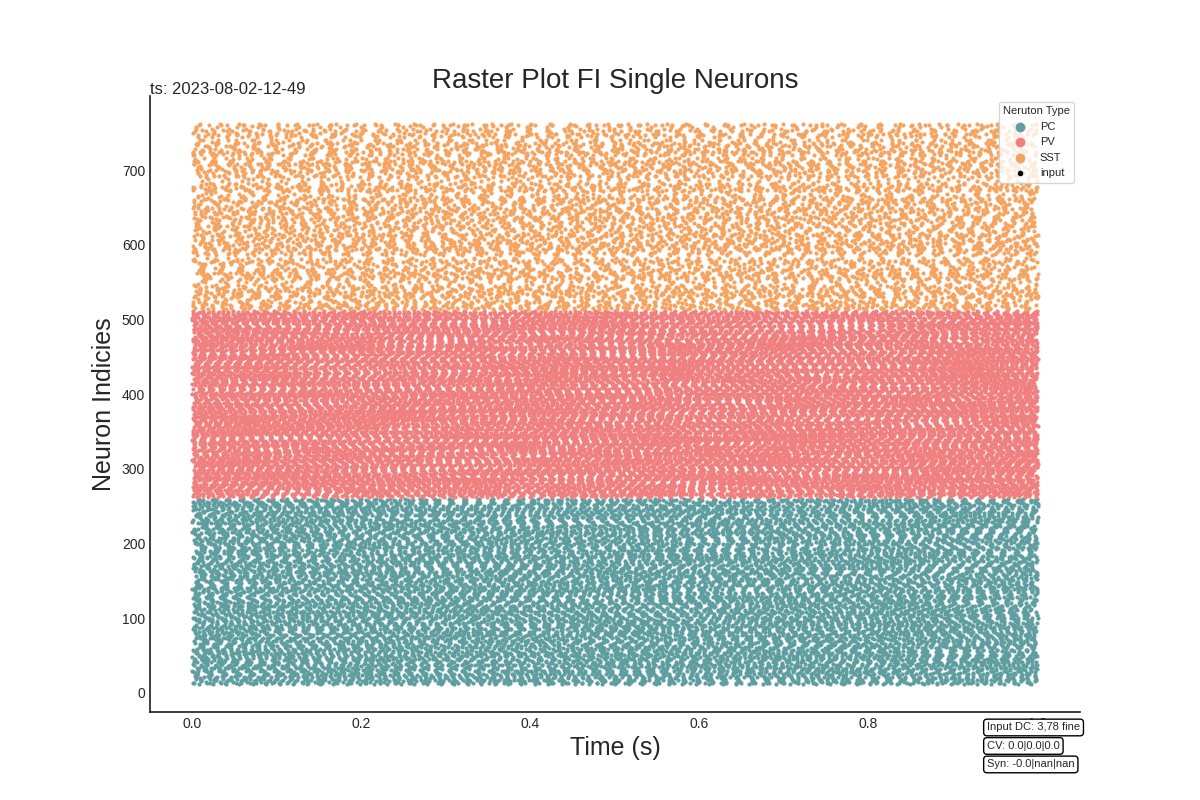 Raster Plot FI Single Neurons
ts: 2023-08-02-12-49
Neruton Type
PC
PV
SST
input
Neuron Indicies
700
600
500
400
300
200
100
0
0.0 0.2 0.4 0.6 0.8
Time (s)
Input DC: 3,78 fine
CV: 0.0|0.0|0.0
Syn: -0.0|nan|nan